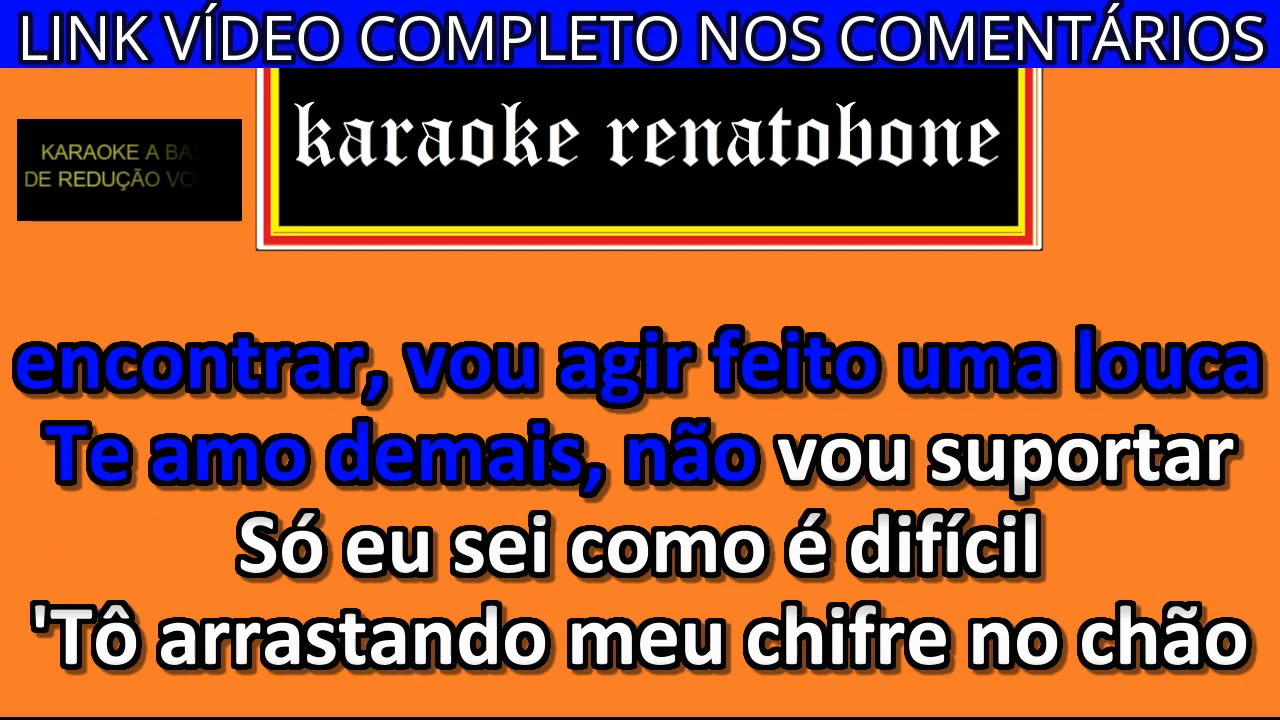 LINK VÍDEO COMPLETO NOS COMENTÁRIOS
karaoke renatobone
KARAOKE A BA
DE REDUÇÃO VO
encontrar, vou agir feito uma louca
Te amo demais, não vou suportar
Só eu sei como é difícil
'Tô arrastando meu chifre no chão